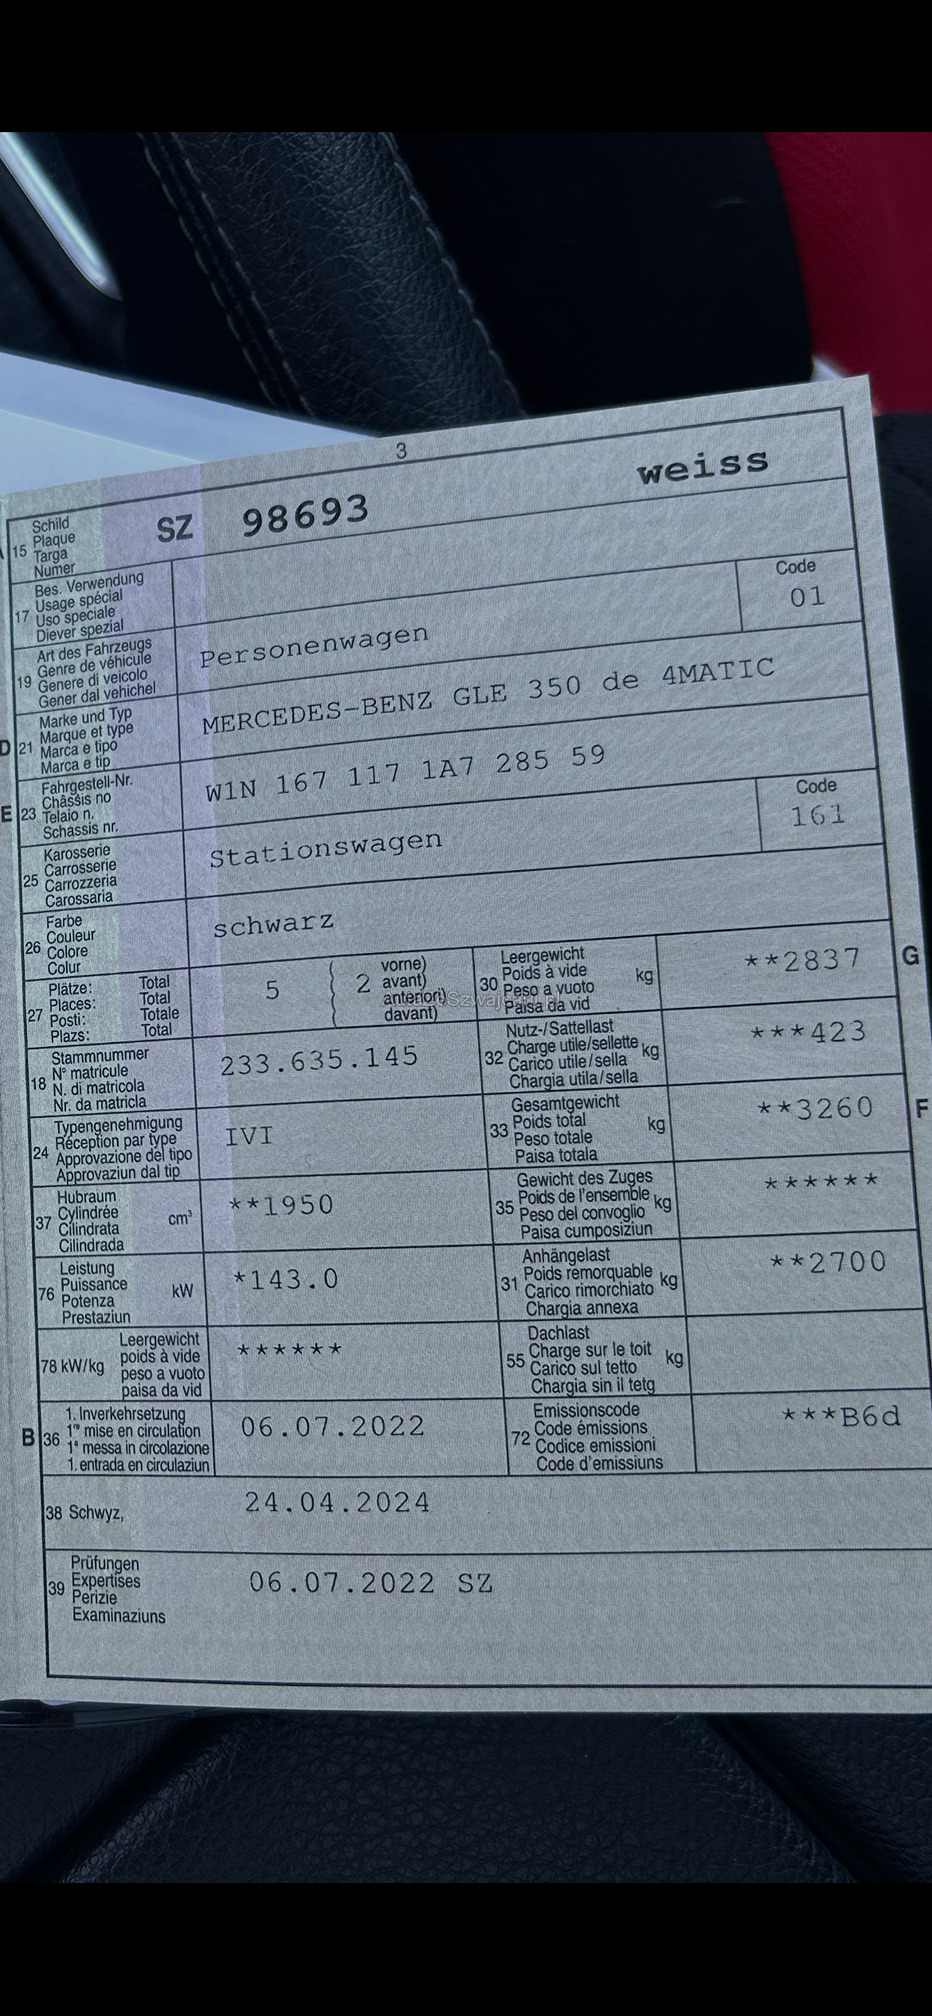 3
15 Schild
Plaque
Targa
Numer
SZ 98693 weiss
17 Bes. Verwendung
Usage spécial
Uso speciale
Diever spezial
19 Art des Fahrzeugs
Genre de véhicule
Genere di veicolo
Gener dal vehichel
Personenwagen
Code
01
D 21 Marke und Typ
Marque et type
Marca e tipo
Marca e tip
MERCEDES-BENZ GLE 350 de 4MATIC
E 23 Fahrgestell-Nr.
Châssis no
Telaio n.
Schassis nr.
W1N 167 117 1A7 285 59
25 Karosserie
Carrosserie
Carrozzeria
Carossaria
Stationswagen
Code
161
26 Farbe
Couleur
Colore
Colur
schwarz
27 Plätze: Total
Places: Total
Posti: Totale
Plazs: Total
5 ( 2 vorne)
( avant)
( anteriori)
( davant)
30 Leergewicht
Poids à vide
Peso a vuoto
Paisa da vid
kg
**2837 G
18 Stammnummer
N° matricule
N. di matricola
Nr. da matricla
233.635.145
32 Nutz-/Sattellast
Charge utile/sellette
Carico utile/sella
Chargia utila/sella
kg
***423
24 Typengenehmigung
Réception par type
Approvazione del tipo
Approvaziun dal tip
IVI
33 Gesamtgewicht
Poids total
Peso totale
Paisa totala
kg
**3260 F
37 Hubraum
Cylindrée
Cilindrata
Cilindrada
cm³
**1950
35 Gewicht des Zuges
Poids de l'ensemble
Peso del convoglio
Paisa cumposiziun
kg
******
76 Leistung
Puissance
Potenza
Prestaziun
kW
*143.0
31 Anhängelast
Poids remorquable
Carico rimorchiato
Chargia annexa
kg
**2700
78 kW/kg Leergewicht
poids à vide
peso a vuoto
paisa da vid
******
55 Dachlast
Charge sur le toit
Carico sul tetto
Chargia sin il tetg
kg
B 36 1. Inverkehrsetzung
1re mise en circulation
1a messa in circolazione
1. entrada en circulaziun
06.07.2022
72 Emissionscode
Code émissions
Codice emissioni
Code d'emissiuns
***B6d
38 Schwyz, 24.04.2024
39 Prüfungen
Expertises
Perizie
Examinaziuns
06.07.2022 SZ